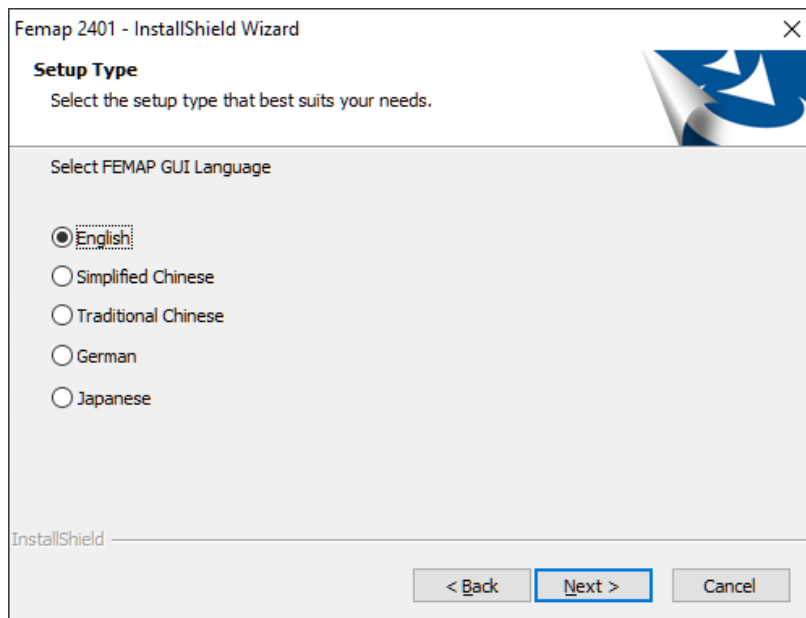 Femap 2401 - InstallShield Wizard
Setup Type
Select the setup type that best suits your needs.
Select FEMAP GUI Language
English
Simplified Chinese
Traditional Chinese
German
Japanese
InstallShield
< Back
Next >
Cancel